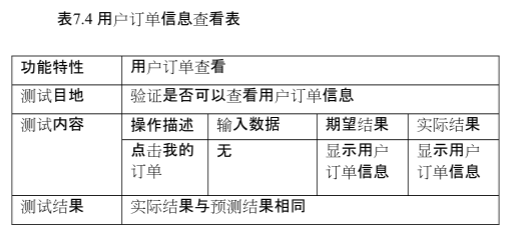 表7.4 用户订单信息查看表
功能特性 用户订单查看
测试目地 验证是否可以查看用户订单信息
测试内容 操作描述 输入数据 期望结果 实际结果
点击我的 无 显示用户 显示用户
订单 订单信息 订单信息
测试结果 实际结果与预测结果相同